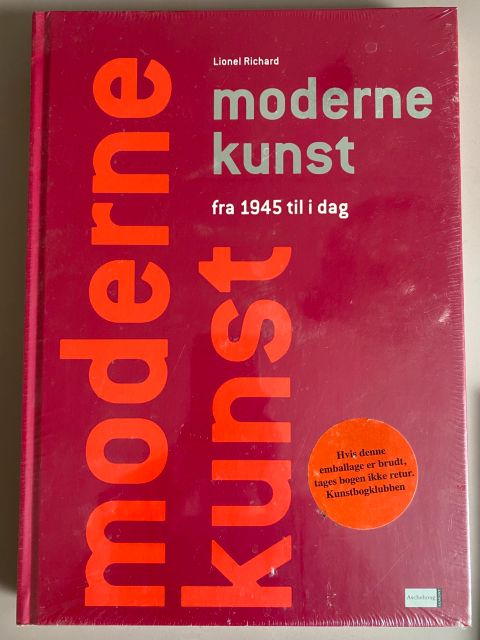 Lionel Richard
moderne
kunst
fra 1945 til i dag
moderne
kunst
Hvis denne
emballage er brudt,
tages bogen ikke retur.
Kunstbogklubben
Aschehoug